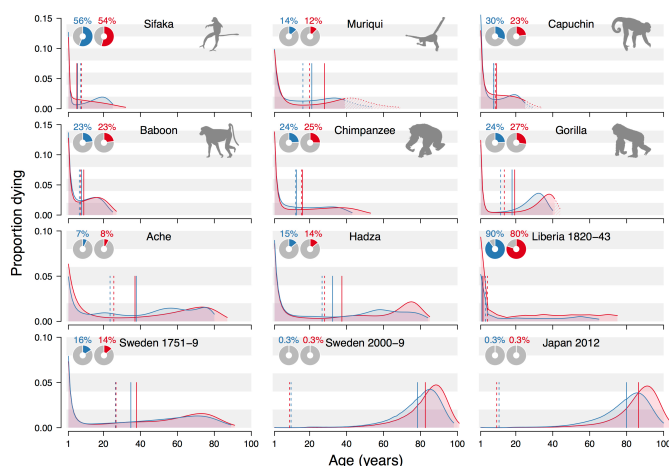 Proportion dying
56% 54%
Sifaka
0.15
0.10
0.05
0.00
14% 12%
Muriqui
30% 23%
Capuchin
23% 23%
Baboon
0.15
0.10
0.05
0.00
24% 25%
Chimpanzee
24% 27%
Gorilla
7% 8%
Ache
0.10
0.05
0.00
15% 14%
Hadza
90% 80%
Liberia 1820−43
16% 14%
Sweden 1751−9
0.10
0.05
0.00
1 20 40 60 80 100
0.3% 0.3%
Sweden 2000−9
1 20 40 60 80 100
0.3% 0.3%
Japan 2012
1 20 40 60 80 100
Age (years)